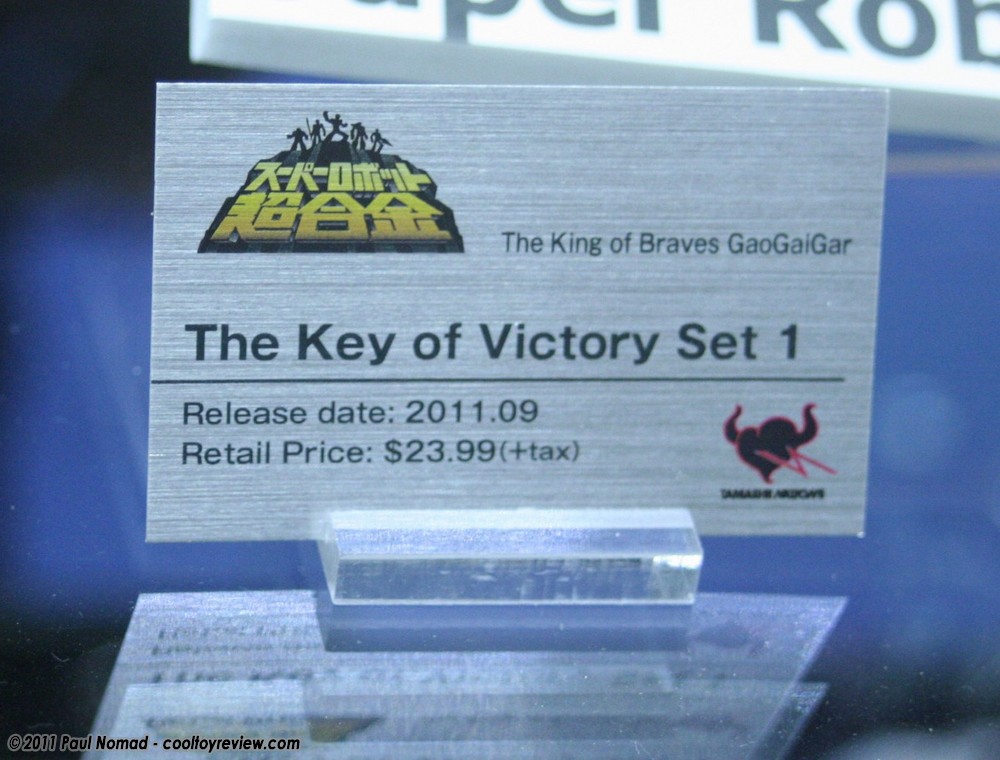 Super Rob
スーパーロボット
超合金
The King of Braves GaoGaiGar
The Key of Victory Set 1
Release date: 2011.09
Retail Price: $23.99(+tax)
TAMASHII NATIONS
©2011 Paul Nomad - cooltoyreview.com